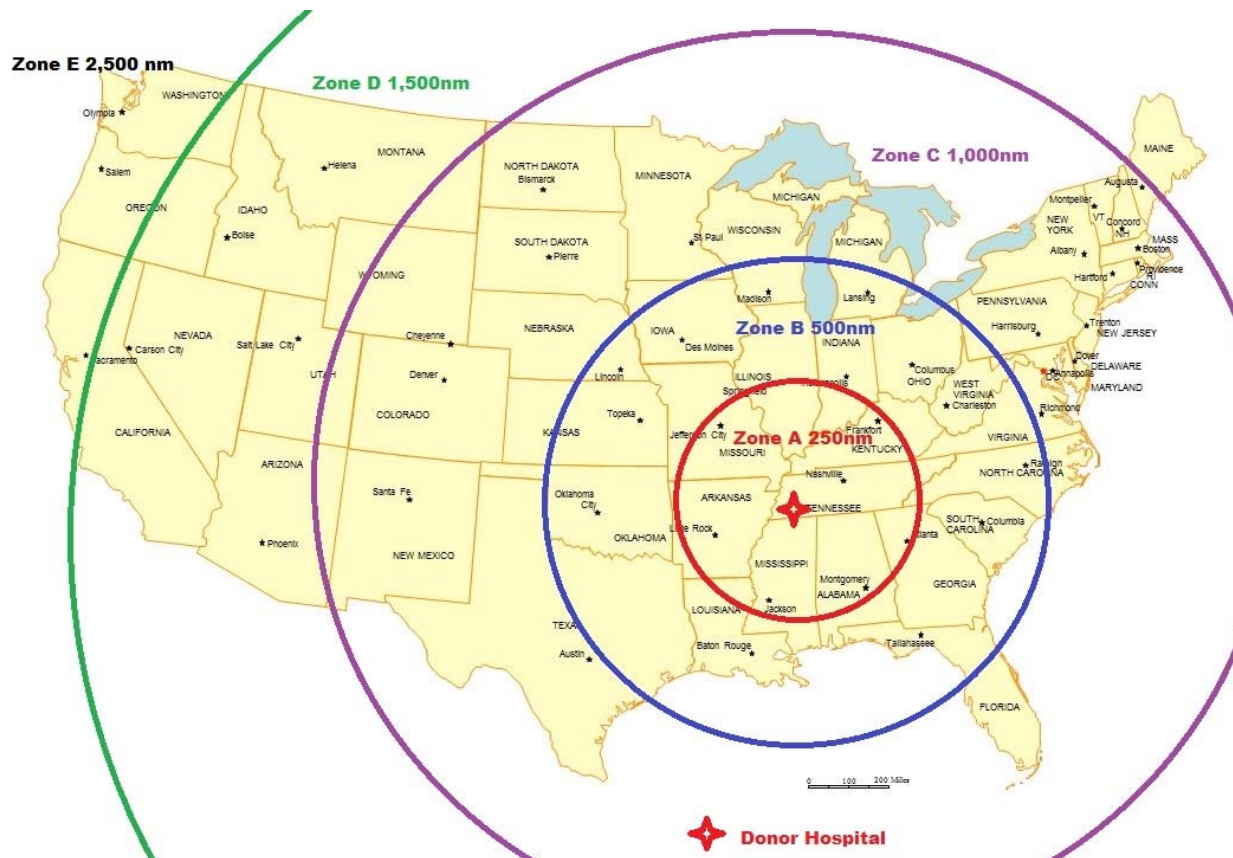 Zone E 2,500 nm
Zone D 1,500nm
WASHINGTON
Olympia
Zone C 1,000nm
MAINE
MONTANA
Helena
NORTH DAKOTA
Bismarck
MINNESOTA
Salem
OREGON
IDAHO
Boise
MICHIGAN
Augusta
Montpelier
VT
Concord
NH
NEW
YORK
Albany
MASS
Boston
Providence
RI
Hartford
CONN
WISCONSIN
St. Paul
MICHIGAN
SOUTH DAKOTA
Pierre
WYOMING
Madison
Lansing
PENNSYLVANIA
Harrisburg
Trenton
NEW JERSEY
NEVADA
Carson City
Sacramento
Salt Lake
City
UTAH
Cheyenne
NEBRASKA
Lincoln
IOWA
Des Moines
Zone B 500nm
INDIANA
ILLINOIS
Springfield
Columbus
OHIO
WEST
VIRGINIA
Charleston
Dover
DELAWARE
DC
Annapolis
MARYLAND
Richmond
VIRGINIA
Denver
COLORADO
KANSAS
Topeka
Jefferson City
MISSOURI
Zone A 250nm
Frankfort
KENTUCKY
CALIFORNIA
ARIZONA
Phoenix
Santa Fe
NEW MEXICO
Oklahoma
City
OKLAHOMA
ARKANSAS
Little Rock
Nashville
TENNESSEE
Raleigh
NORTH CAROLINA
SOUTH
CAROLINA
Columbia
Atlanta
GEORGIA
MISSISSIPPI
Jackson
Montgomery
ALABAMA
LOUISIANA
Baton Rouge
TEXAS
Austin
Tallahassee
FLORIDA
0 100 200 Miles
Donor Hospital